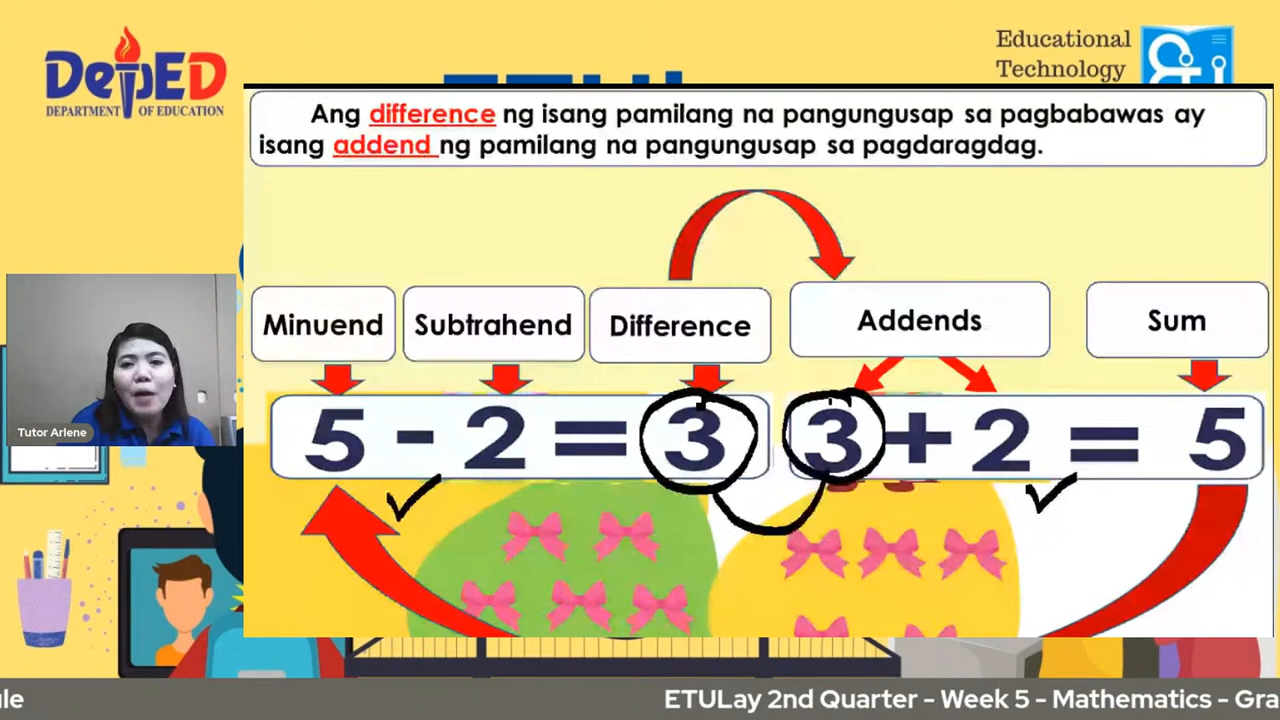 DepED
DEPARTMENT OF EDUCATION
Educational
Technology
Ang difference ng isang pamilang na pangungusap sa pagbabawas ay
isang addend ng pamilang na pangungusap sa pagdaragdag.
Minuend Subtrahend Difference Addends Sum
5 - 2 = 3 3 + 2 = 5
Tutor Arlene
ule ETULay 2nd Quarter - Week 5 - Mathematics - Gra